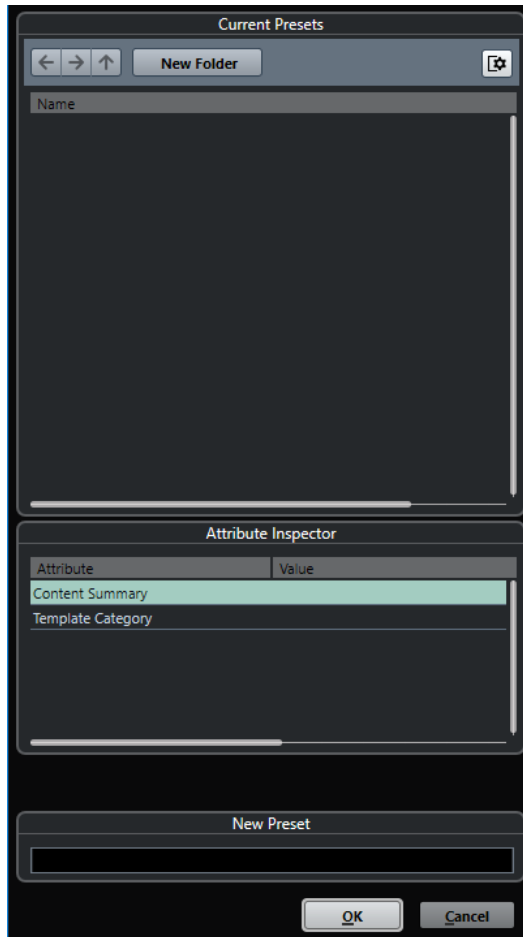 Current Presets
New Folder
Name
Attribute Inspector
Attribute Value
Content Summary
Template Category
New Preset
OK Cancel